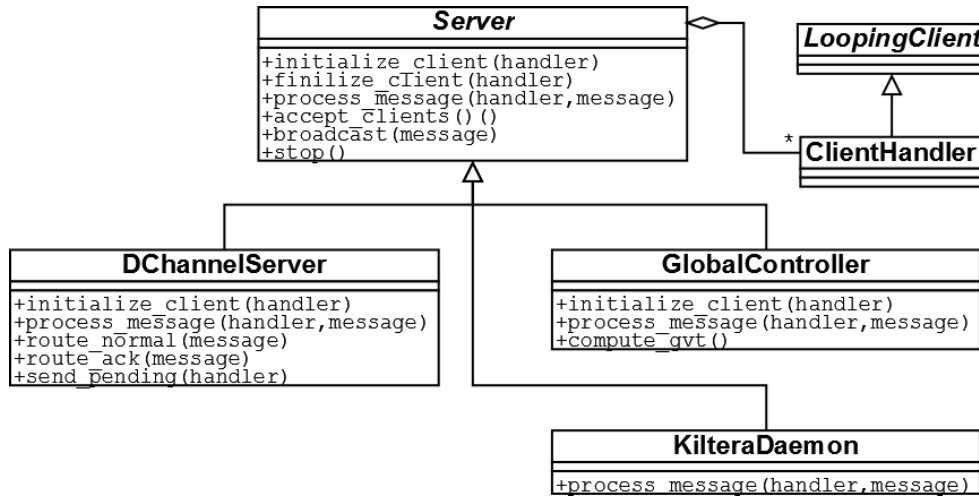 Server
+initialize_client(handler)
+finilize_client(handler)
+process_message(handler,message)
+accept_clients()()
+broadcast(message)
+stop()
LoopingClient
*
ClientHandler
DChannelServer
+initialize_client(handler)
+process_message(handler,message)
+route_normal(message)
+route_ack(message)
+send_pending(handler)
GlobalController
+initialize_client(handler)
+process_message(handler,message)
+compute_gvt()
KilteraDaemon
+process_message(handler,message)